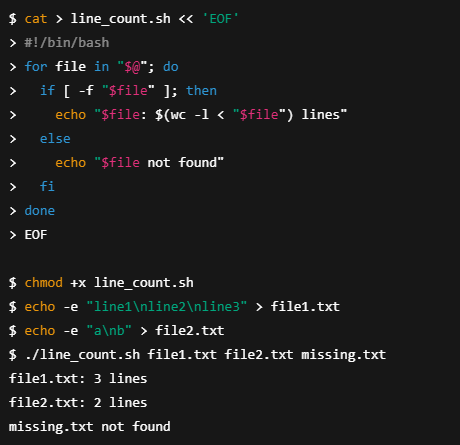 $ cat > line_count.sh << 'EOF'
> #!/bin/bash
> for file in "$@"; do
>   if [ -f "$file" ]; then
>     echo "$file: $(wc -l < "$file") lines"
>   else
>     echo "$file not found"
>   fi
> done
> EOF

$ chmod +x line_count.sh
$ echo -e "line1\nline2\nline3" > file1.txt
$ echo -e "a\nb" > file2.txt
$ ./line_count.sh file1.txt file2.txt missing.txt
file1.txt: 3 lines
file2.txt: 2 lines
missing.txt not found